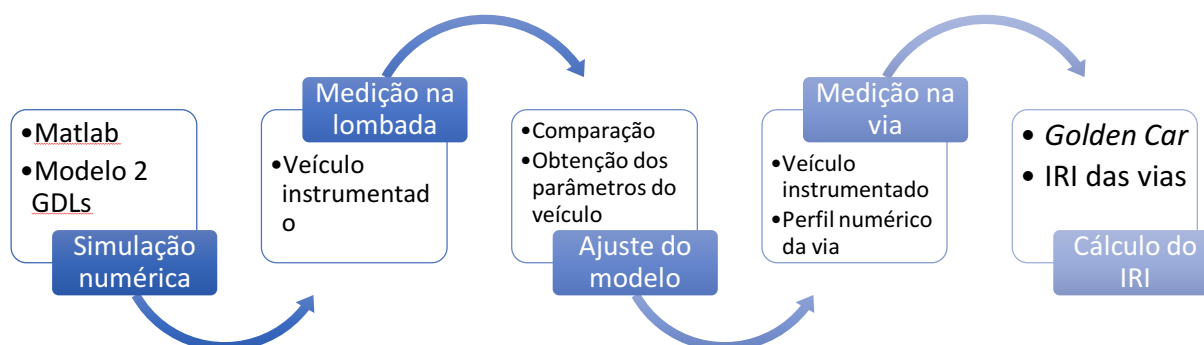 •Matlab
•Modelo 2
GDLs
Simulação
numérica
Medição na
lombada
•Veículo
instrumentad
o
•Comparação
•Obtenção dos
parâmetros do
veículo
Ajuste do
modelo
Medição na
via
•Veículo
instrumentado
•Perfil numérico
da via
• Golden Car
• IRI das vias
Cálculo do
IRI